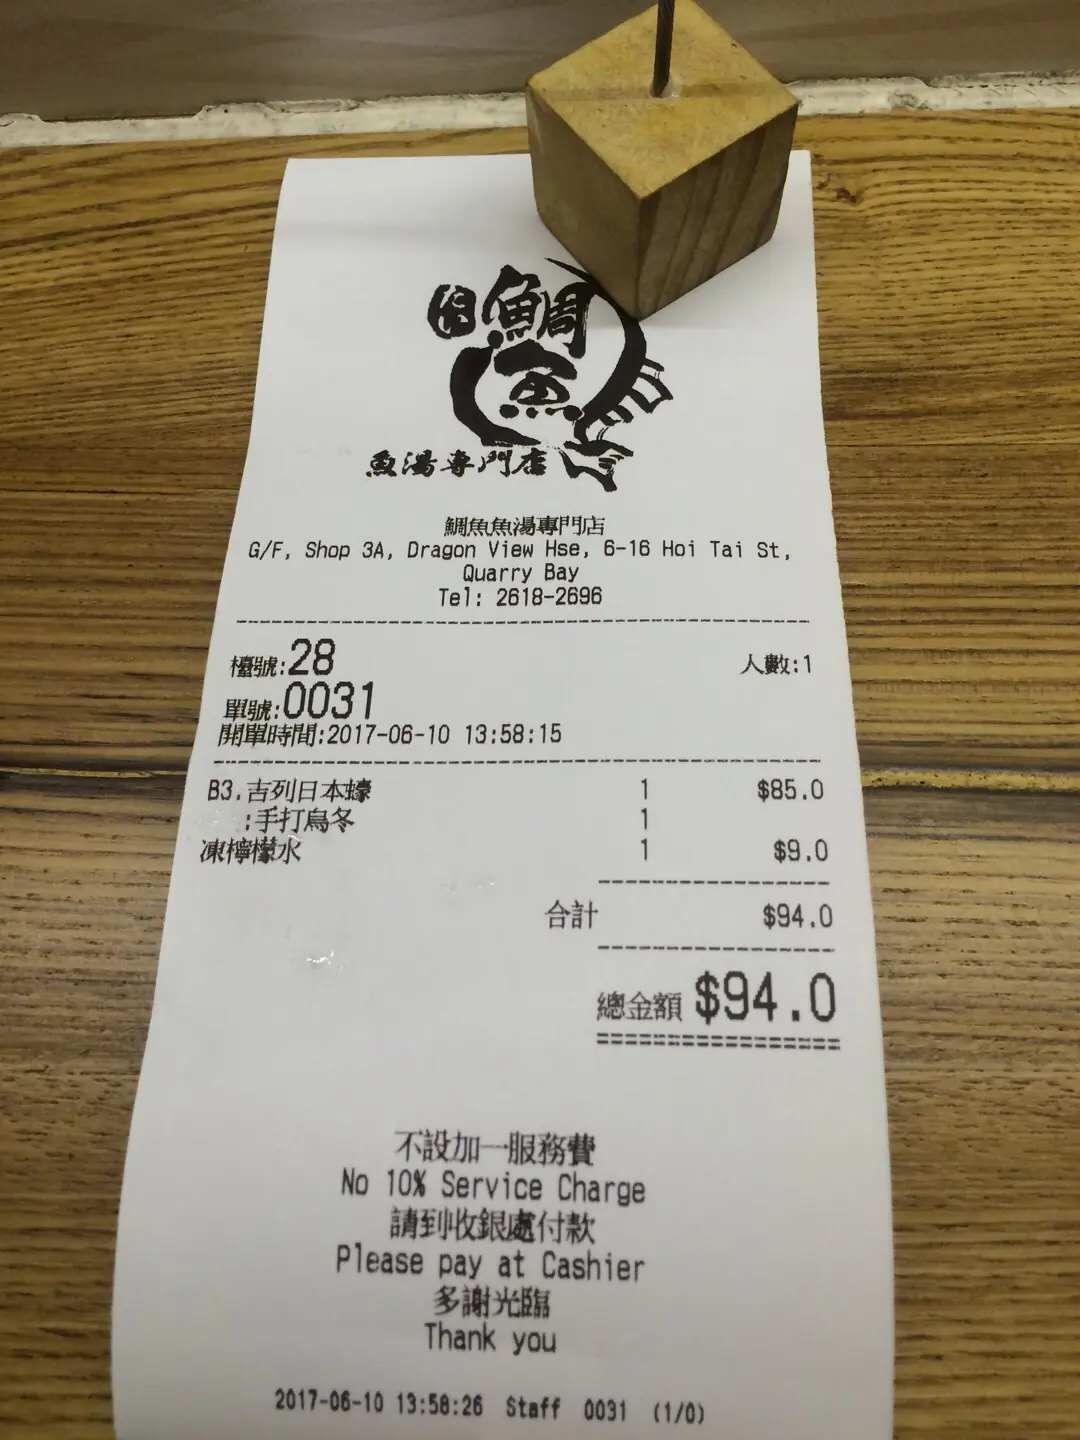 鯛魚
魚湯專門店
鯛魚魚湯專門店
G/F, Shop 3A, Dragon View Hse, 6-16 Hoi Tai St,
Quarry Bay
Tel: 2618-2696
檯號:28 人數:1
單號:0031
開單時間:2017-06-10 13:58:15
B3.吉列日本蠔 1 $85.0
:手打烏冬 1
凍檸檬水 1 $9.0
合計 $94.0
總金額 $94.0
不設加一服務費
No 10% Service Charge
請到收銀處付款
Please pay at Cashier
多謝光臨
Thank you
2017-06-10 13:58:26 Staff 0031 (1/0)